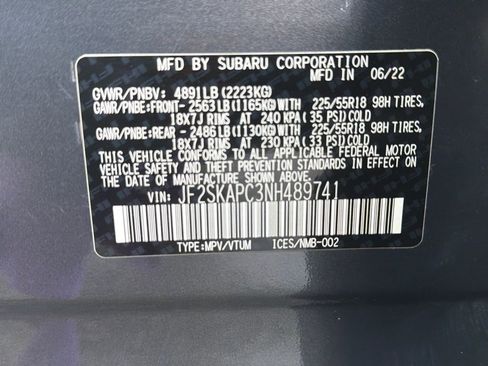 MFD BY SUBARU CORPORATION
GVWR/PNBV: 4891LB(2223KG) IN 06/22
GAWR/PNBE:FRONT- 2563LB(1165KG)WITH 225/55R18 98H TIRES,
18X7J RIMS AT 240 KPA(35 PSI)COLD
GAWR/PNBE:REAR - 2486LB(1130KG)WITH 225/55R18 98H TIRES,
18X7J RIMS AT 230 KPA(33 PSI)COLD
THIS VEHICLE CONFORMS TO ALL APPLICABLE FEDERAL MOTOR
VEHICLE SAFETY, BUMPER, AND THEFT PREVENTION STANDARDS IN EFFECT
ON THE DATE OF MANUFACTURE SHOWN ABOVE.
VIN: JF2SKAPC3NH489741
TYPE:MPV/VTUM ICES/NMB-002